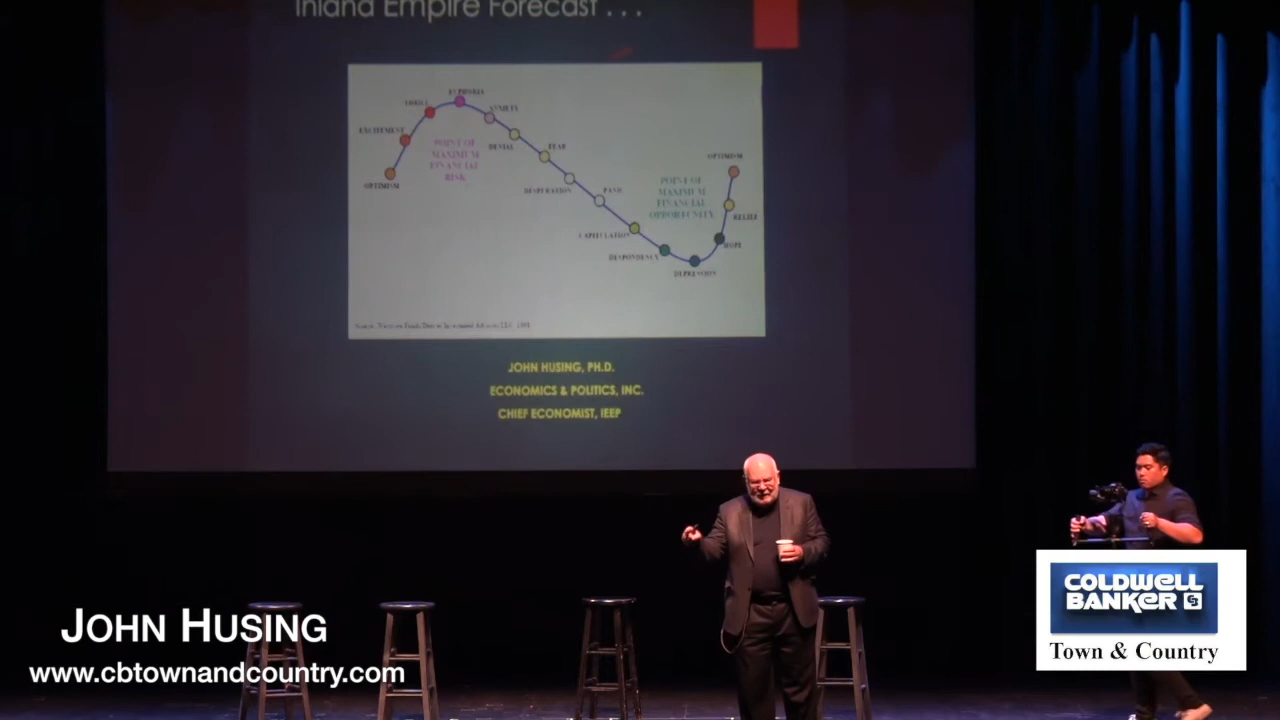 Inland Empire Forecast . . .
EUPHORIA
THRILL
ANXIETY
EXCITEMENT
DENIAL
FEAR
POINT OF
MAXIMUM
FINANCIAL
RISK
OPTIMISM
OPTIMISM
DESPERATION
PANIC
POINT OF
MAXIMUM
FINANCIAL
OPPORTUNITY
RELIEF
CAPITULATION
HOPE
DESPONDENCY
DEPRESSION
JOHN HUSING, PH.D.
ECONOMICS & POLITICS, INC.
CHIEF ECONOMIST, IEEP
JOHN HUSING
www.cbtownandcountry.com
COLDWELL
BANKER CB
Town & Country